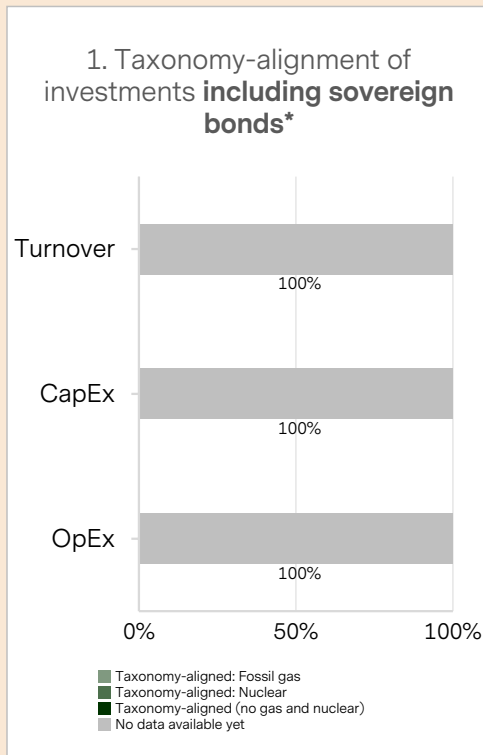 1. Taxonomy-alignment of
investments including sovereign
bonds*
Turnover
100%
CapEx
100%
OpEx
100%
0% 50% 100%
Taxonomy-aligned: Fossil gas
Taxonomy-aligned: Nuclear
Taxonomy-aligned (no gas and nuclear)
No data available yet